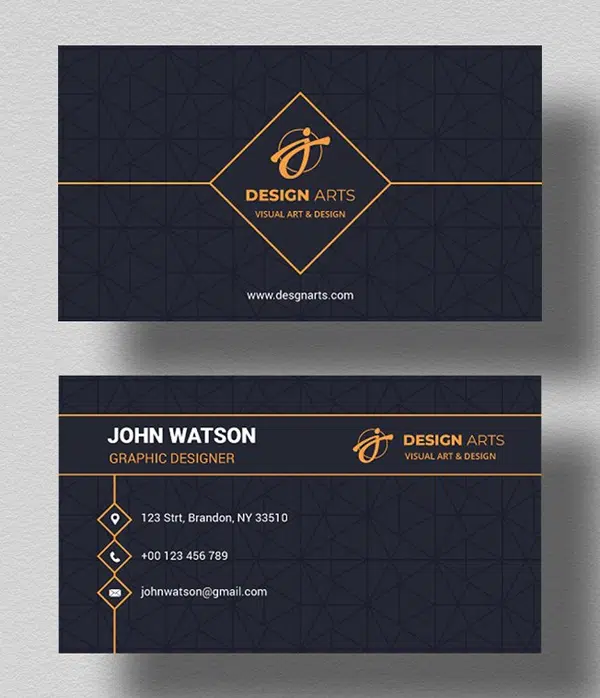 DESIGN ARTS
VISUAL ART & DESIGN
www.desgnarts.com
JOHN WATSON
GRAPHIC DESIGNER
DESIGN ARTS
VISUAL ART & DESIGN
123 Strt, Brandon, NY 33510
+00 123 456 789
johnwatson@gmail.com